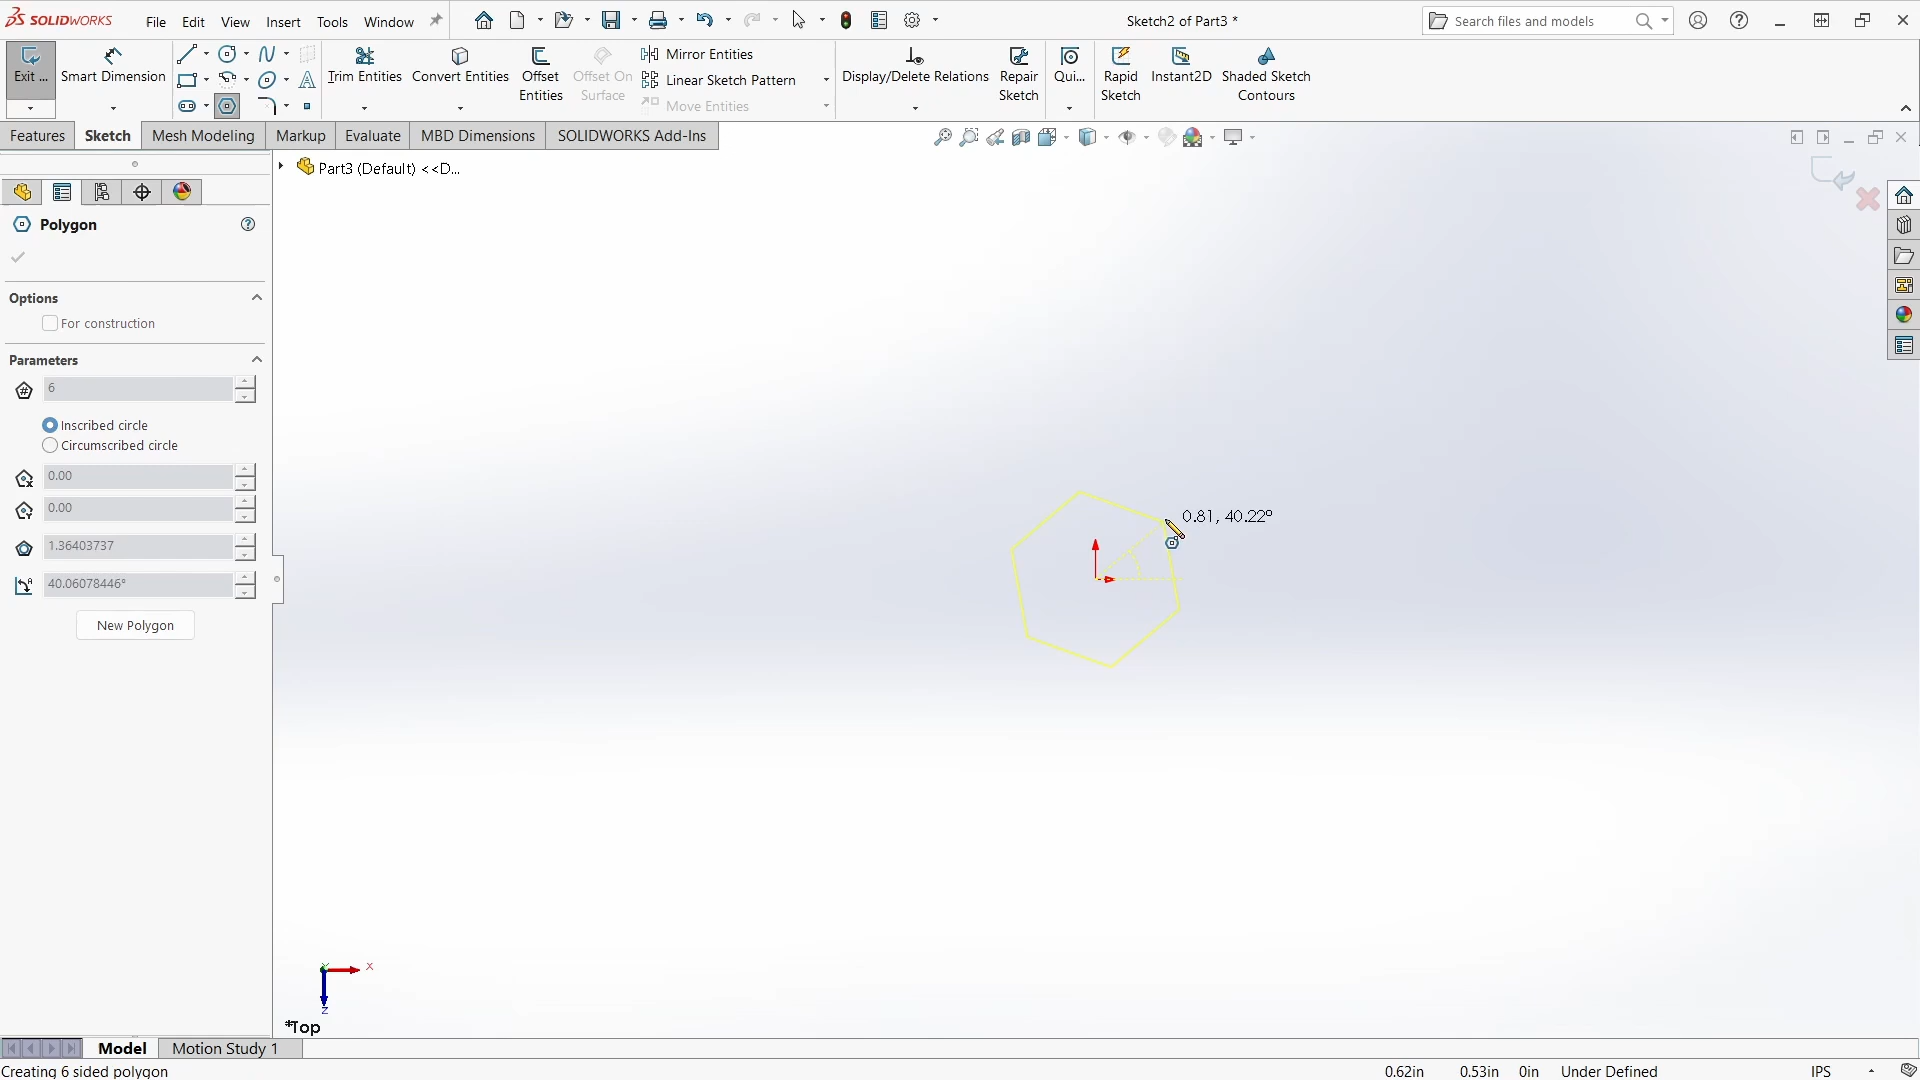 SOLIDWORKS File Edit View Insert Tools Window Sketch2 of Part3 * Search files and models
Exit ... Smart Dimension Trim Entities Convert Entities Offset Entities Offset On Surface Mirror Entities Linear Sketch Pattern Move Entities Display/Delete Relations Repair Sketch Qui... Rapid Sketch Instant2D Shaded Sketch Contours
Features Sketch Mesh Modeling Markup Evaluate MBD Dimensions SOLIDWORKS Add-Ins
Part3 (Default) <<D...
Polygon
Options
For construction
Parameters
6
Inscribed circle
Circumscribed circle
0.00
0.00
1.36403737
40.06078446°
New Polygon
0.81, 40.22°
X
Y
Z
*Top
Model Motion Study 1
Creating 6 sided polygon 0.62in 0.53in 0in Under Defined IPS